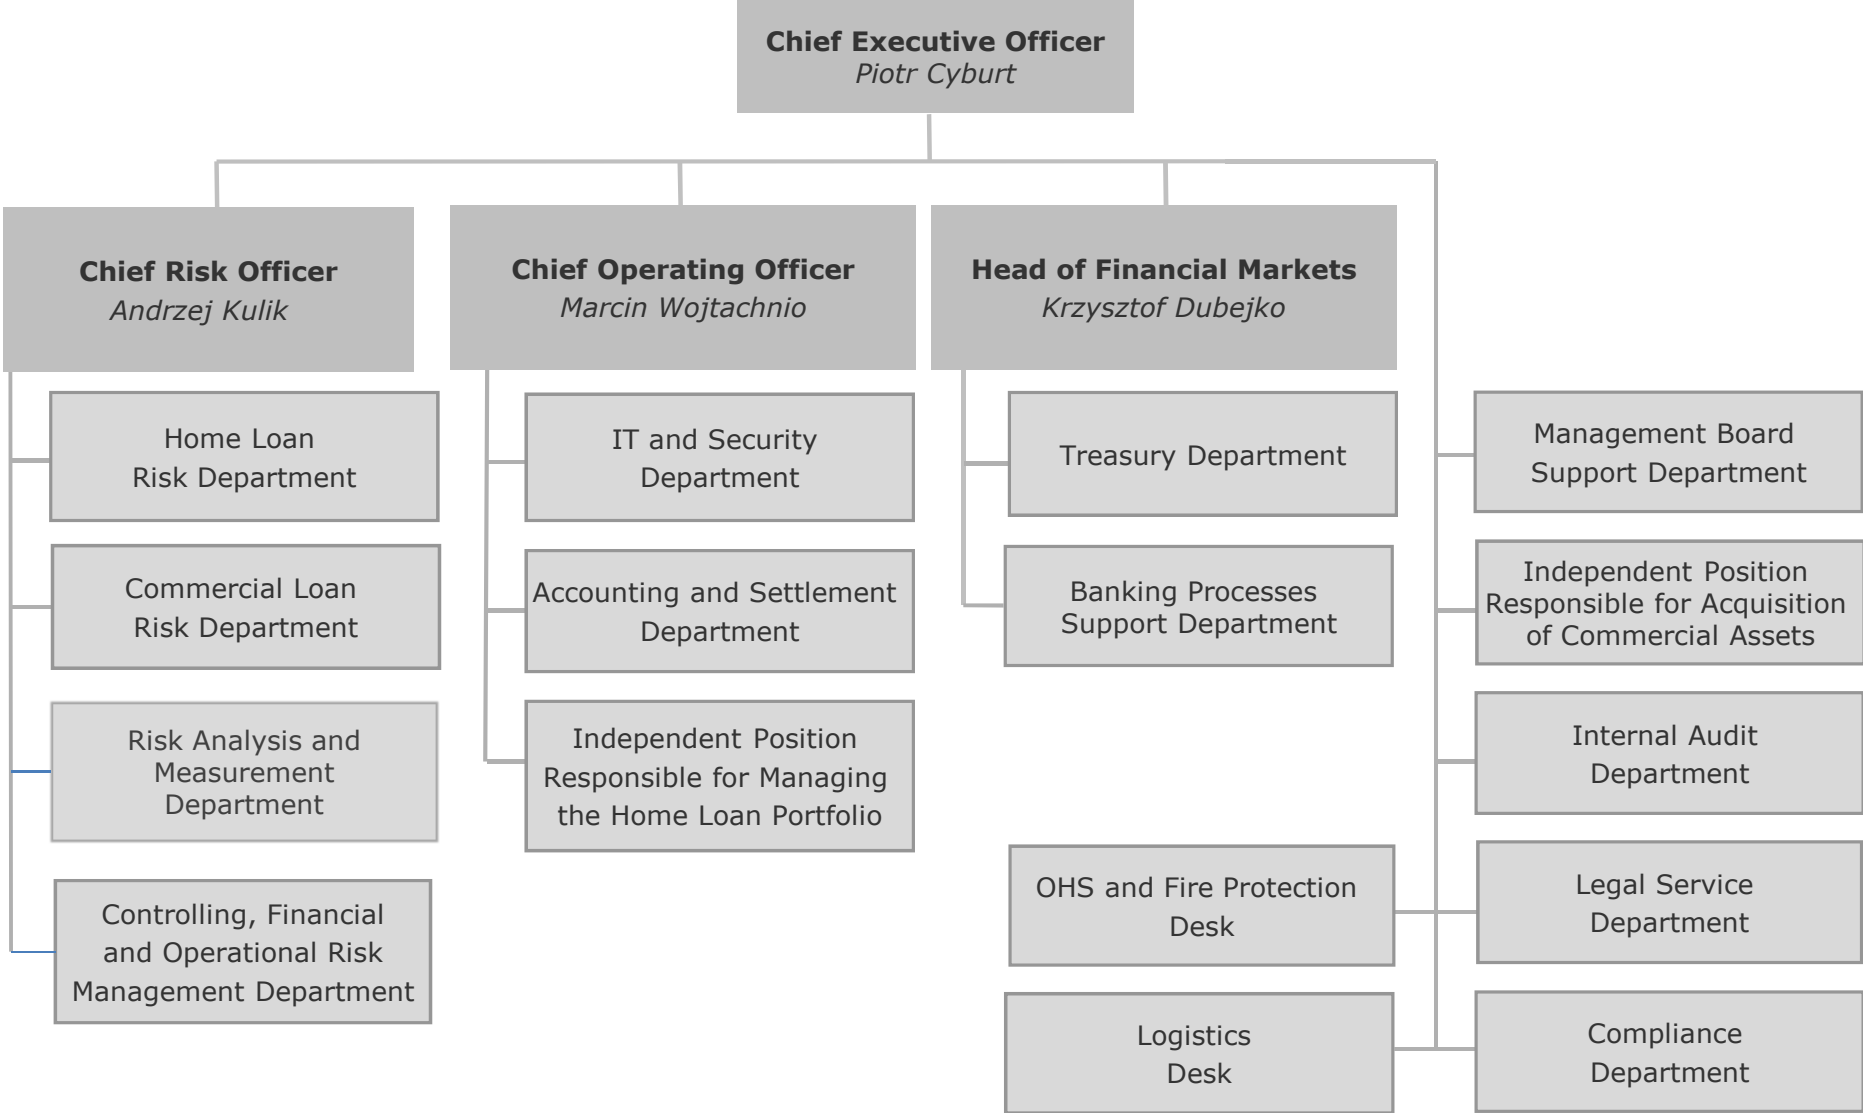 Chief Executive Officer
Piotr Cyburt
Chief Risk Officer
Andrzej Kulik
Chief Operating Officer
Marcin Wojtachnio
Head of Financial Markets
Krzysztof Dubejko
Home Loan
Risk Department
Commercial Loan
Risk Department
Risk Analysis and
Measurement
Department
Controlling, Financial
and Operational Risk
Management Department
IT and Security
Department
Accounting and Settlement
Department
Independent Position
Responsible for Managing
the Home Loan Portfolio
Treasury Department
Banking Processes
Support Department
OHS and Fire Protection
Desk
Logistics
Desk
Management Board
Support Department
Independent Position
Responsible for Acquisition
of Commercial Assets
Internal Audit
Department
Legal Service
Department
Compliance
Department